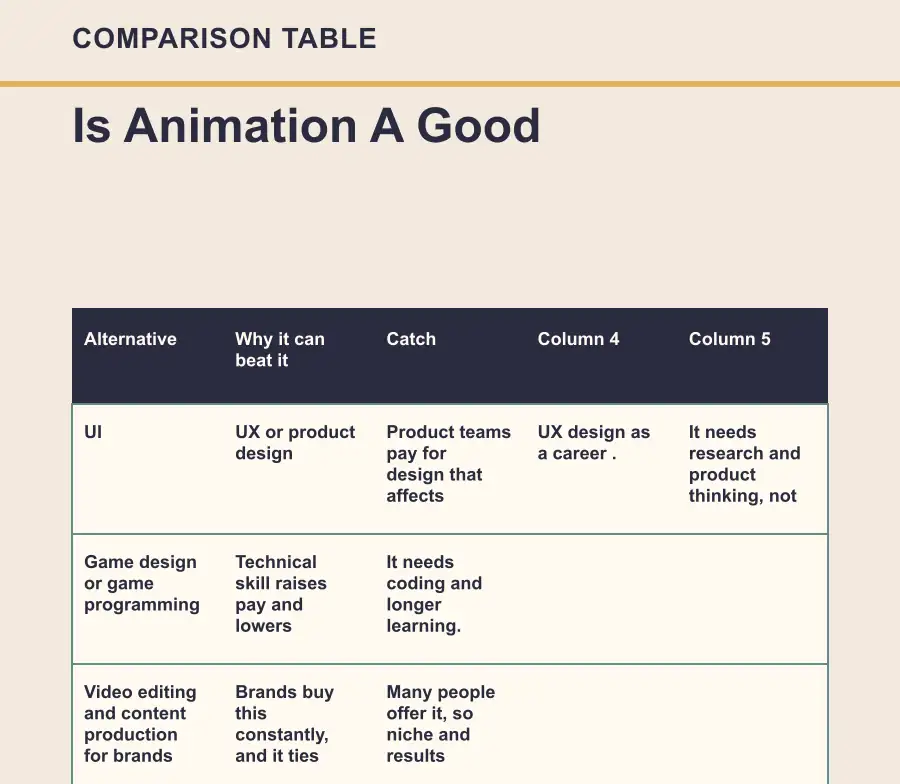 COMPARISON TABLE
Is Animation A Good
Alternative
Why it can
beat it
Catch
Column 4
Column 5
UI
UX or product
design
Product teams
pay for
design that
affects
UX design as
a career .
It needs
research and
product
thinking, not
Game design
or game
programming
Technical
skill raises
pay and
lowers
It needs
coding and
longer
learning.
Video editing
and content
production
for brands
Brands buy
this
constantly,
and it ties
Many people
offer it, so
niche and
results